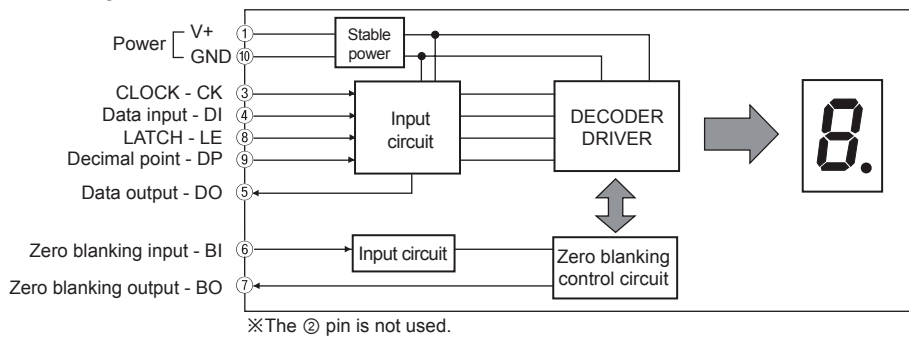 Power
V+ ①
GND ⑩
Stable
power
CLOCK - CK ③
Data input - DI ④
LATCH - LE ⑧
Decimal point - DP ⑨
Input
circuit
DECODER
DRIVER
8.
Data output - DO ⑤
Zero blanking input - BI ⑥
Input circuit
Zero blanking
control circuit
Zero blanking output - BO ⑦
※The ② pin is not used.